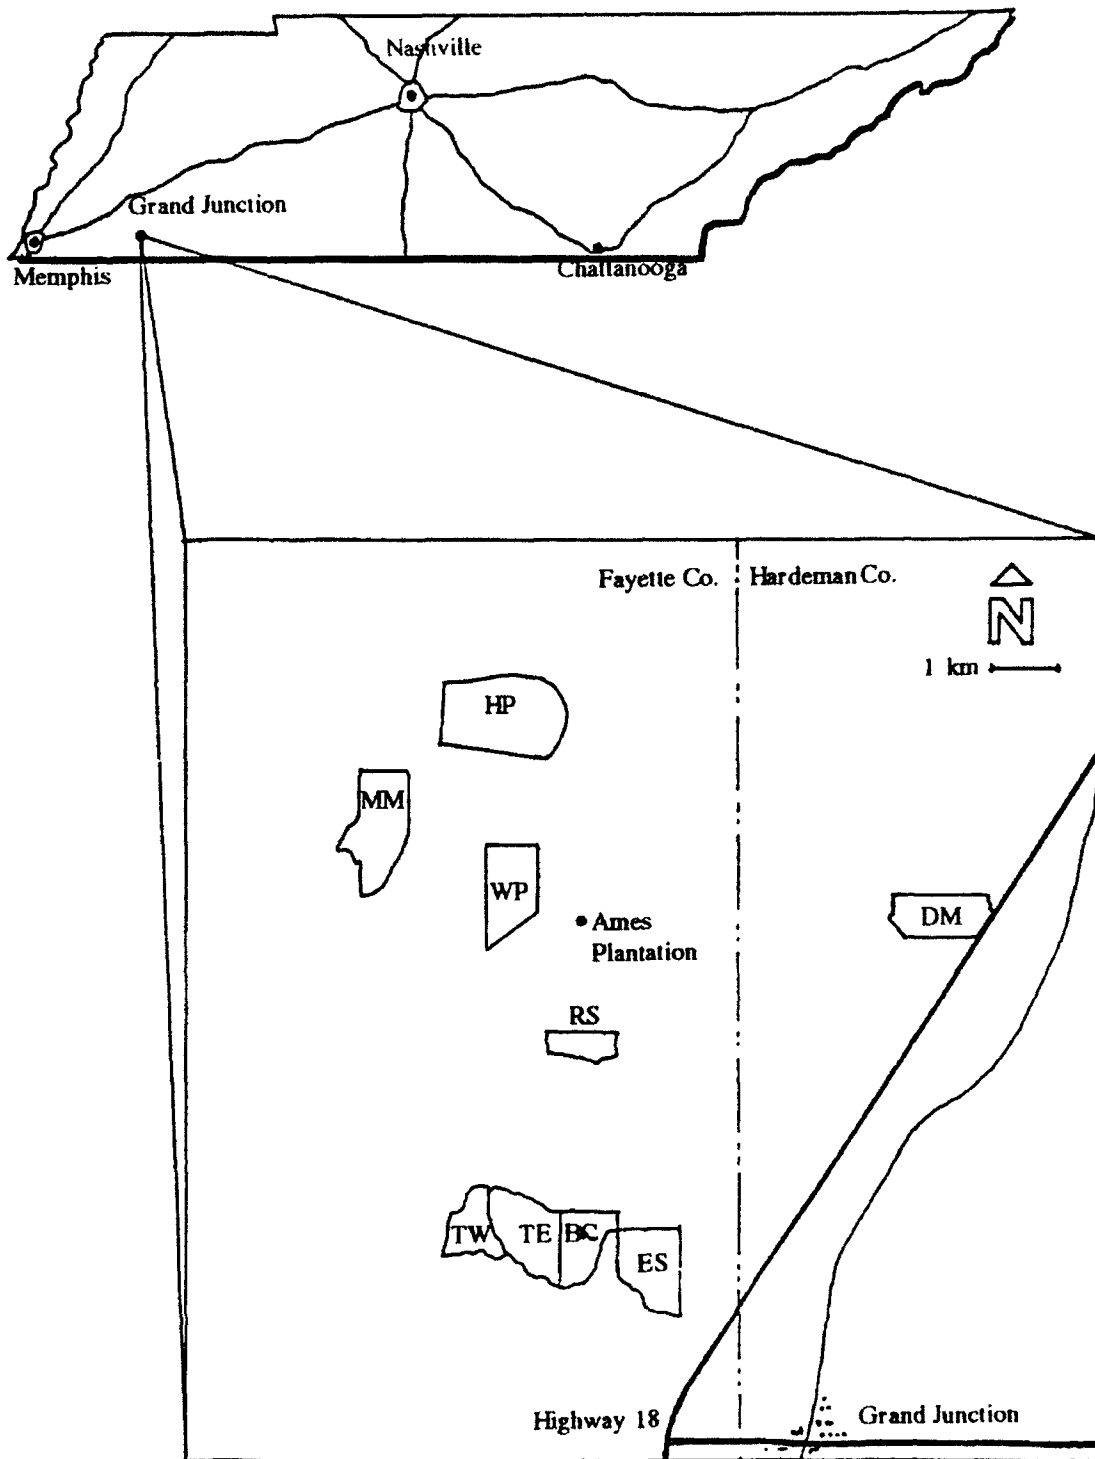 Nashville
Grand Junction
Memphis
Chattanooga
Fayette Co.
Hardeman Co.
N
1 km
HP
MM
WP
Ames
Plantation
DM
RS
TW
TE
BC
ES
Highway 18
Grand Junction